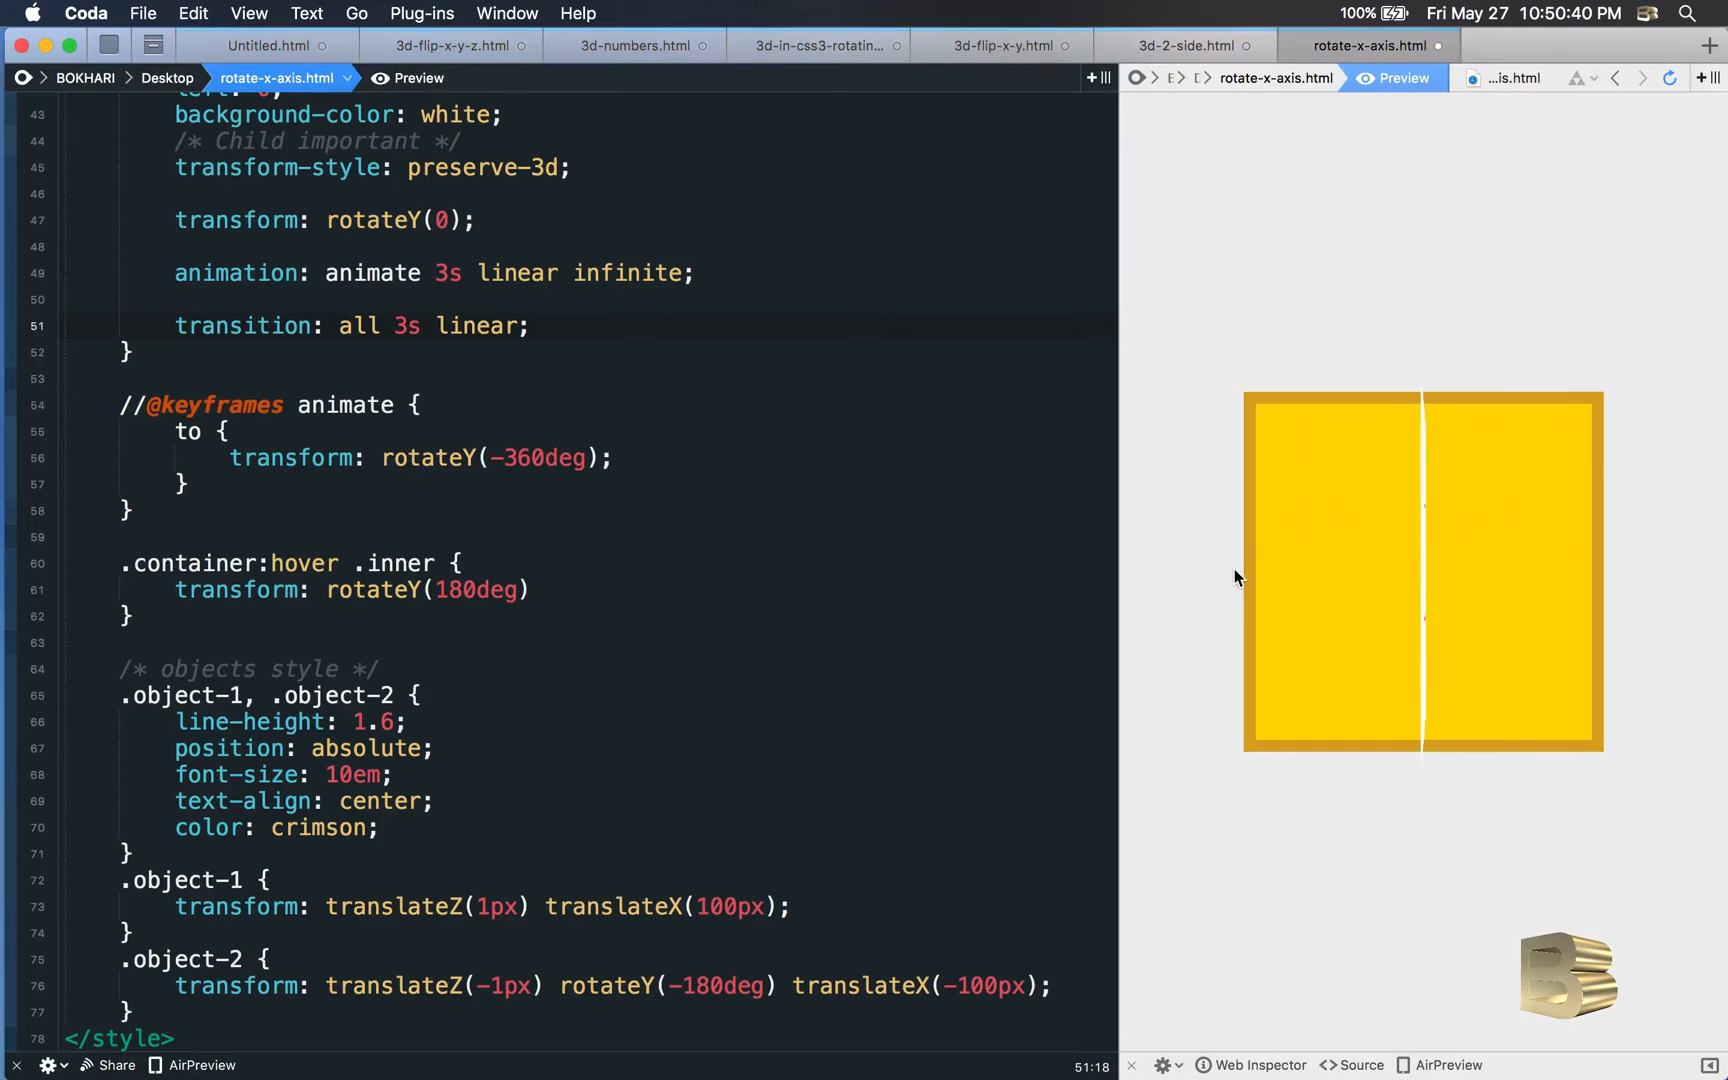 Coda File Edit View Text Go Plug-ins Window Help 100% Fri May 27 10:50:40 PM
Untitled.html 3d-flip-x-y-z.html 3d-numbers.html 3d-in-css3-rotatin... 3d-flip-x-y.html 3d-2-side.html rotate-x-axis.html
BOKHARI Desktop rotate-x-axis.html Preview rotate-x-axis.html Preview ...is.html
43 background-color: white;
44 /* Child important */
45 transform-style: preserve-3d;
46
47 transform: rotateY(0);
48
49 animation: animate 3s linear infinite;
50
51 transition: all 3s linear;
52 }
53
54 //@keyframes animate {
55 to {
56 transform: rotateY(-360deg);
57 }
58 }
59
60 .container:hover .inner {
61 transform: rotateY(180deg)
62 }
63
64 /* objects style */
65 .object-1, .object-2 {
66 line-height: 1.6;
67 position: absolute;
68 font-size: 10em;
69 text-align: center;
70 color: crimson;
71 }
72 .object-1 {
73 transform: translateZ(1px) translateX(100px);
74 }
75 .object-2 {
76 transform: translateZ(-1px) rotateY(-180deg) translateX(-100px);
77 }
78 </style>
B
Share AirPreview 51:18 Web Inspector Source AirPreview